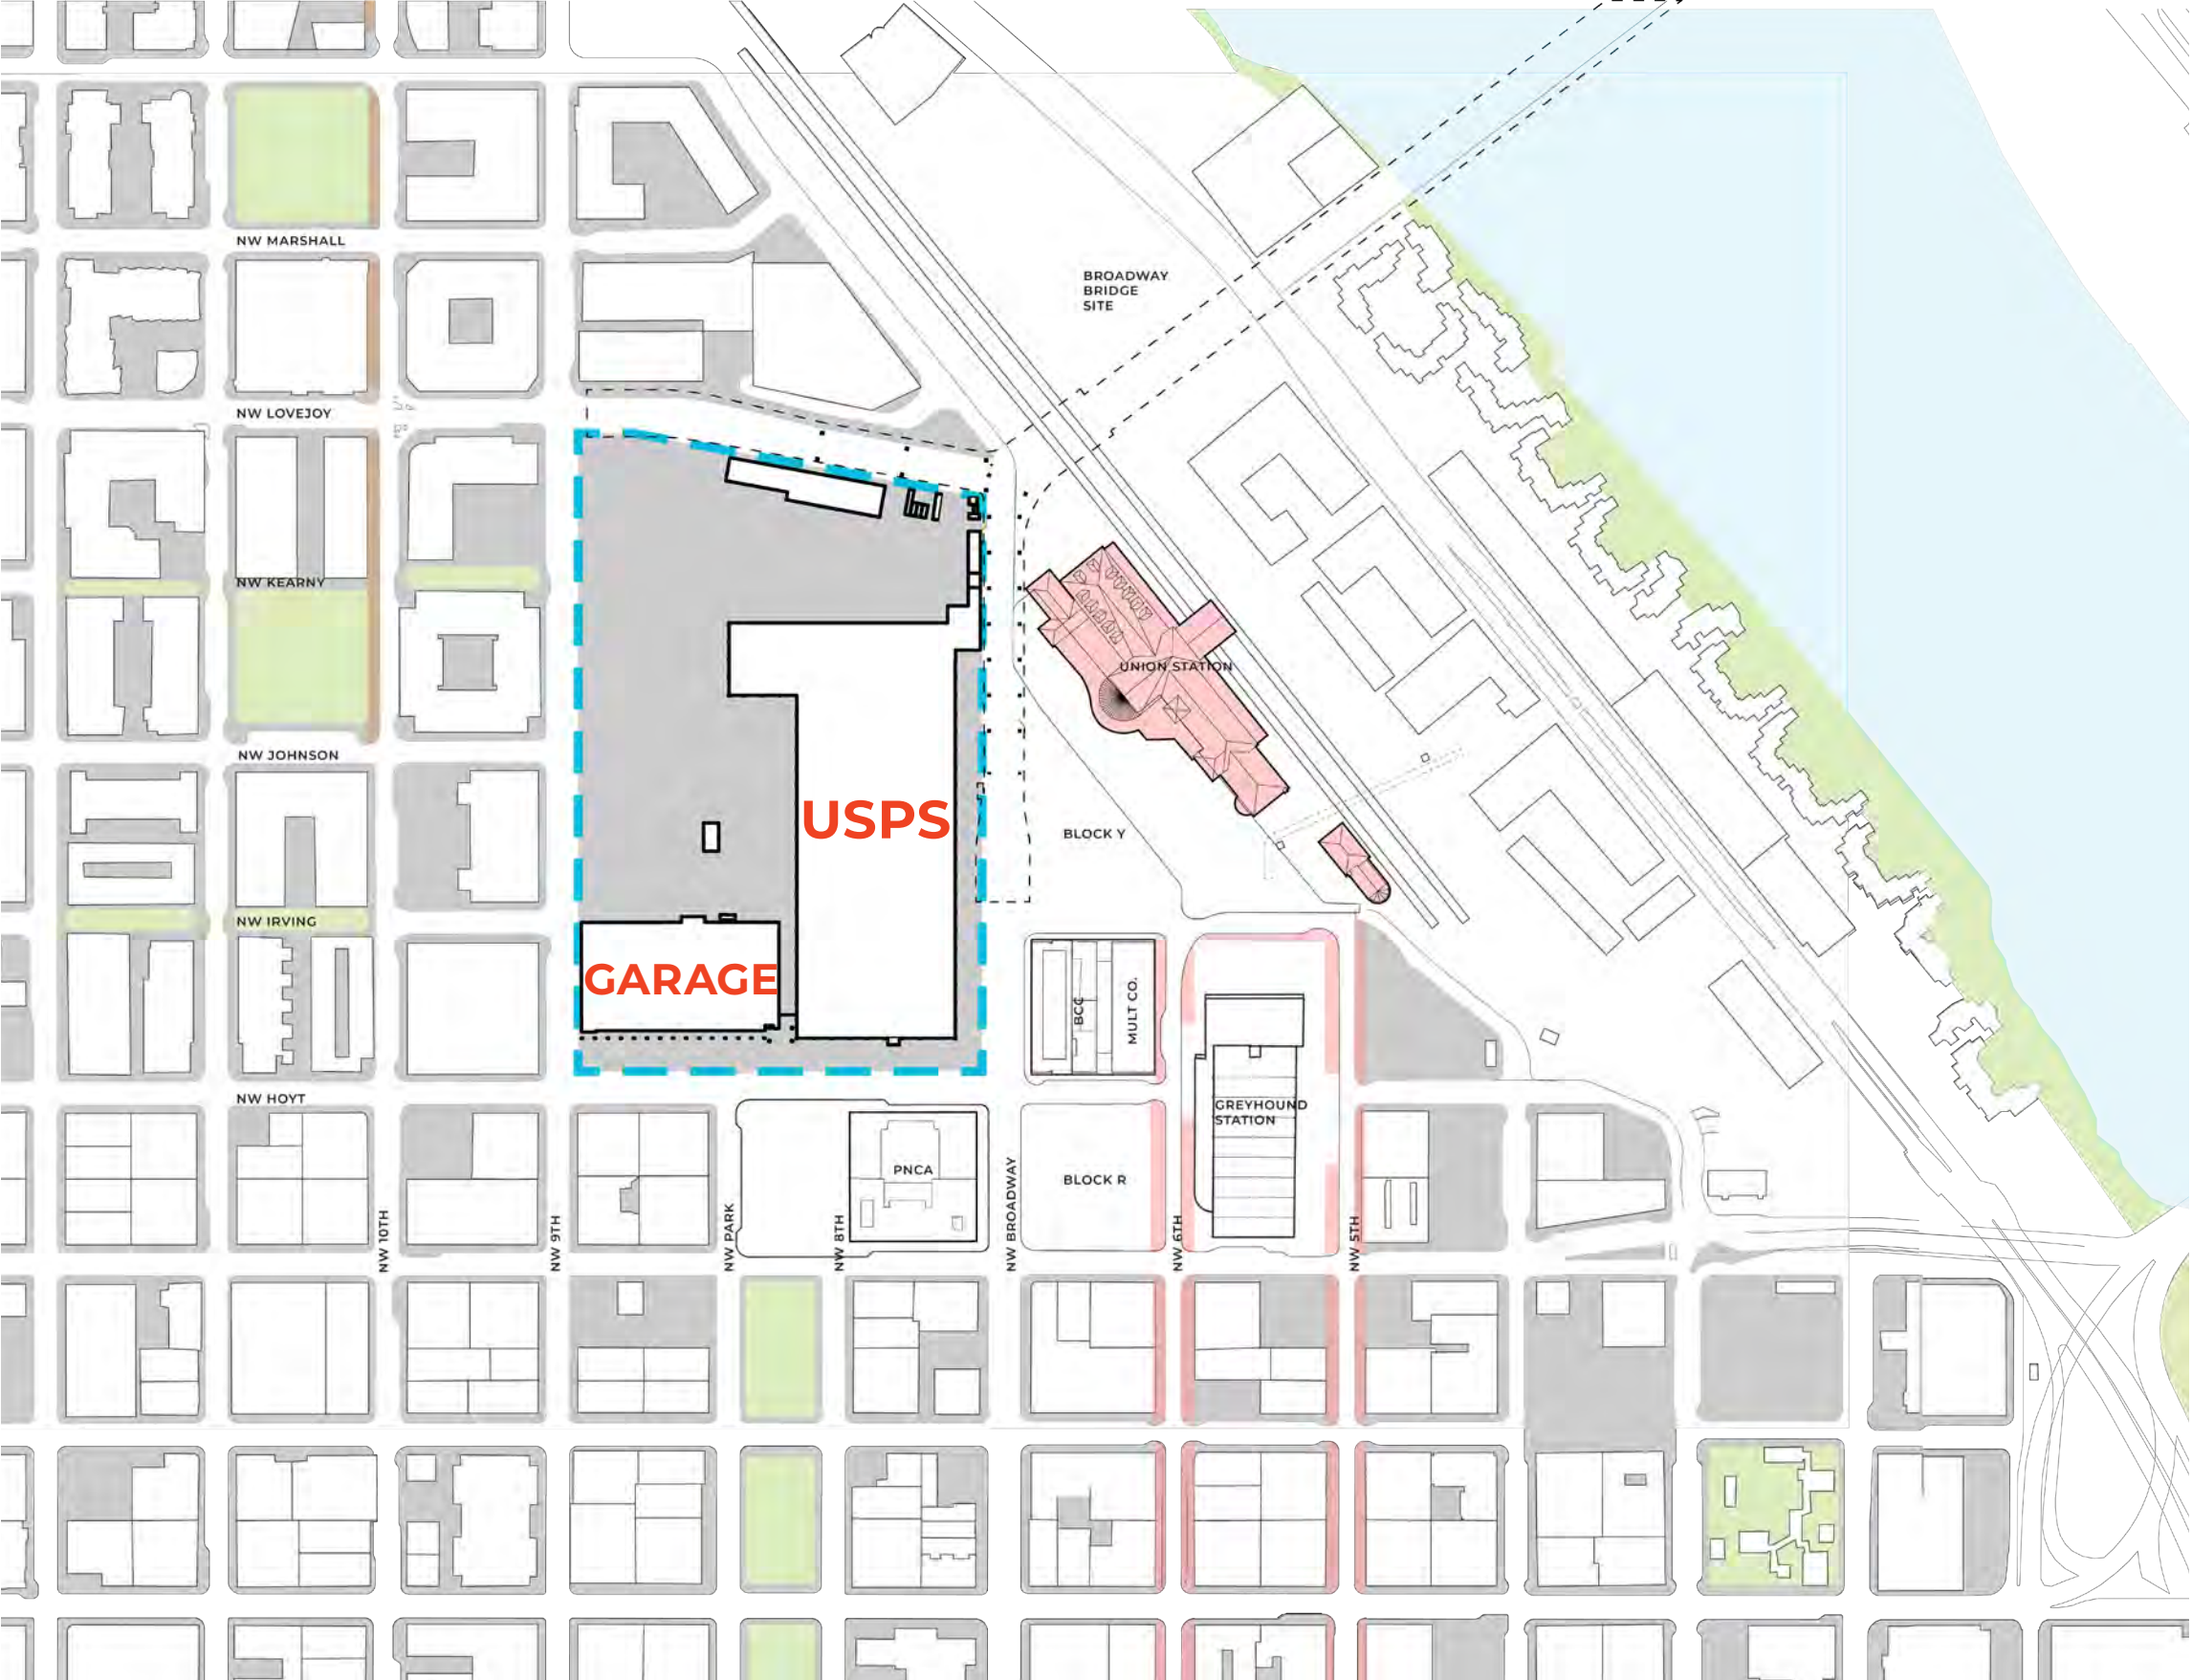 NW MARSHALL
BROADWAY
BRIDGE
SITE
NW LOVEJOY
NW KEARNY
UNION STATION
NW JOHNSON
USPS
BLOCK Y
NW IRVING
GARAGE
BCC
MULT CO.
NW HOYT
GREYHOUND
STATION
PNCA
BLOCK R
NW 10TH
NW 9TH
NW PARK
NW 8TH
NW BROADWAY
NW 6TH
NW 5TH